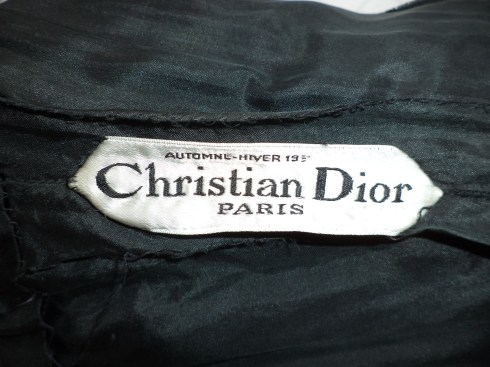 AUTOMNE-HIVER 195
Christian Dior
PARIS